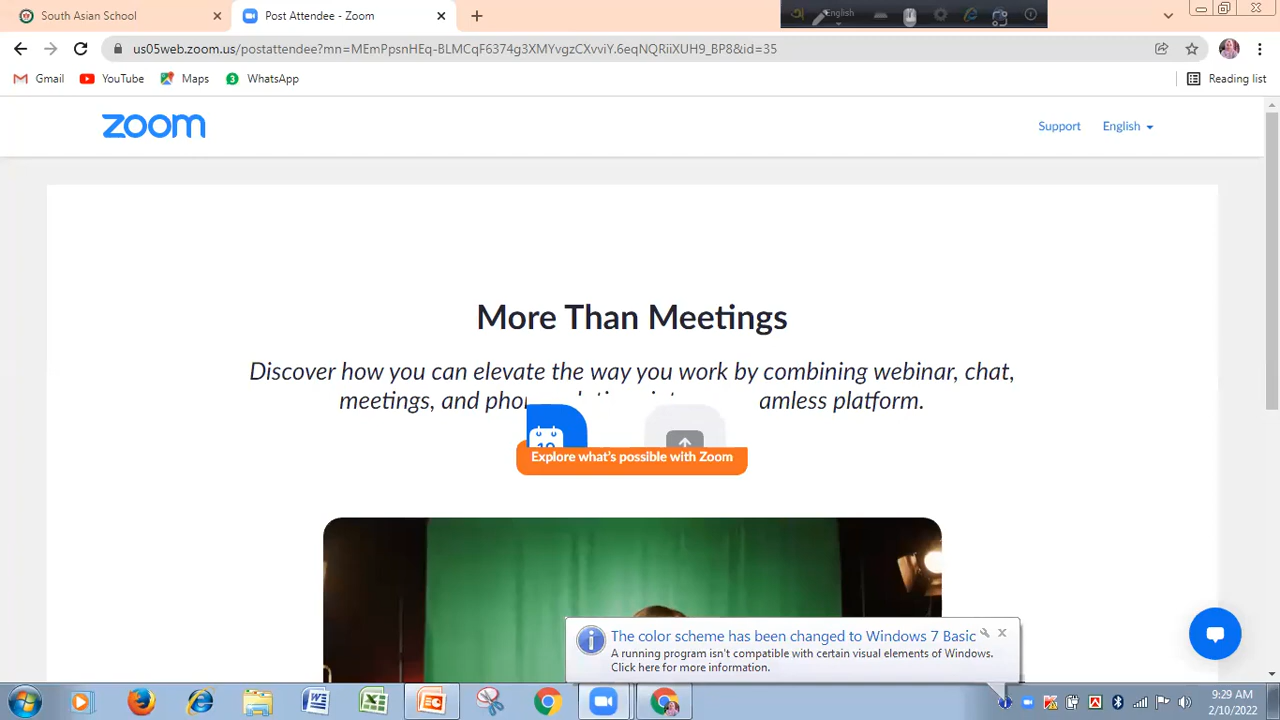 South Asian School
Post Attendee - Zoom
English
us05web.zoom.us/postattendee?mn=MEmPpsnHEq-BLMCqF6374g3XMYvgzCXvviY.6eqNQRiiXUH9_BP8&id=35
Gmail
YouTube
Maps
3
WhatsApp
Reading list
zoom
Support
English
More Than Meetings
Discover how you can elevate the way you work by combining webinar, chat,
meetings, and pho amless platform.
Explore what's possible with Zoom
The color scheme has been changed to Windows 7 Basic
A running program isn't compatible with certain visual elements of Windows.
Click here for more information.
9:29 AM
2/10/2022